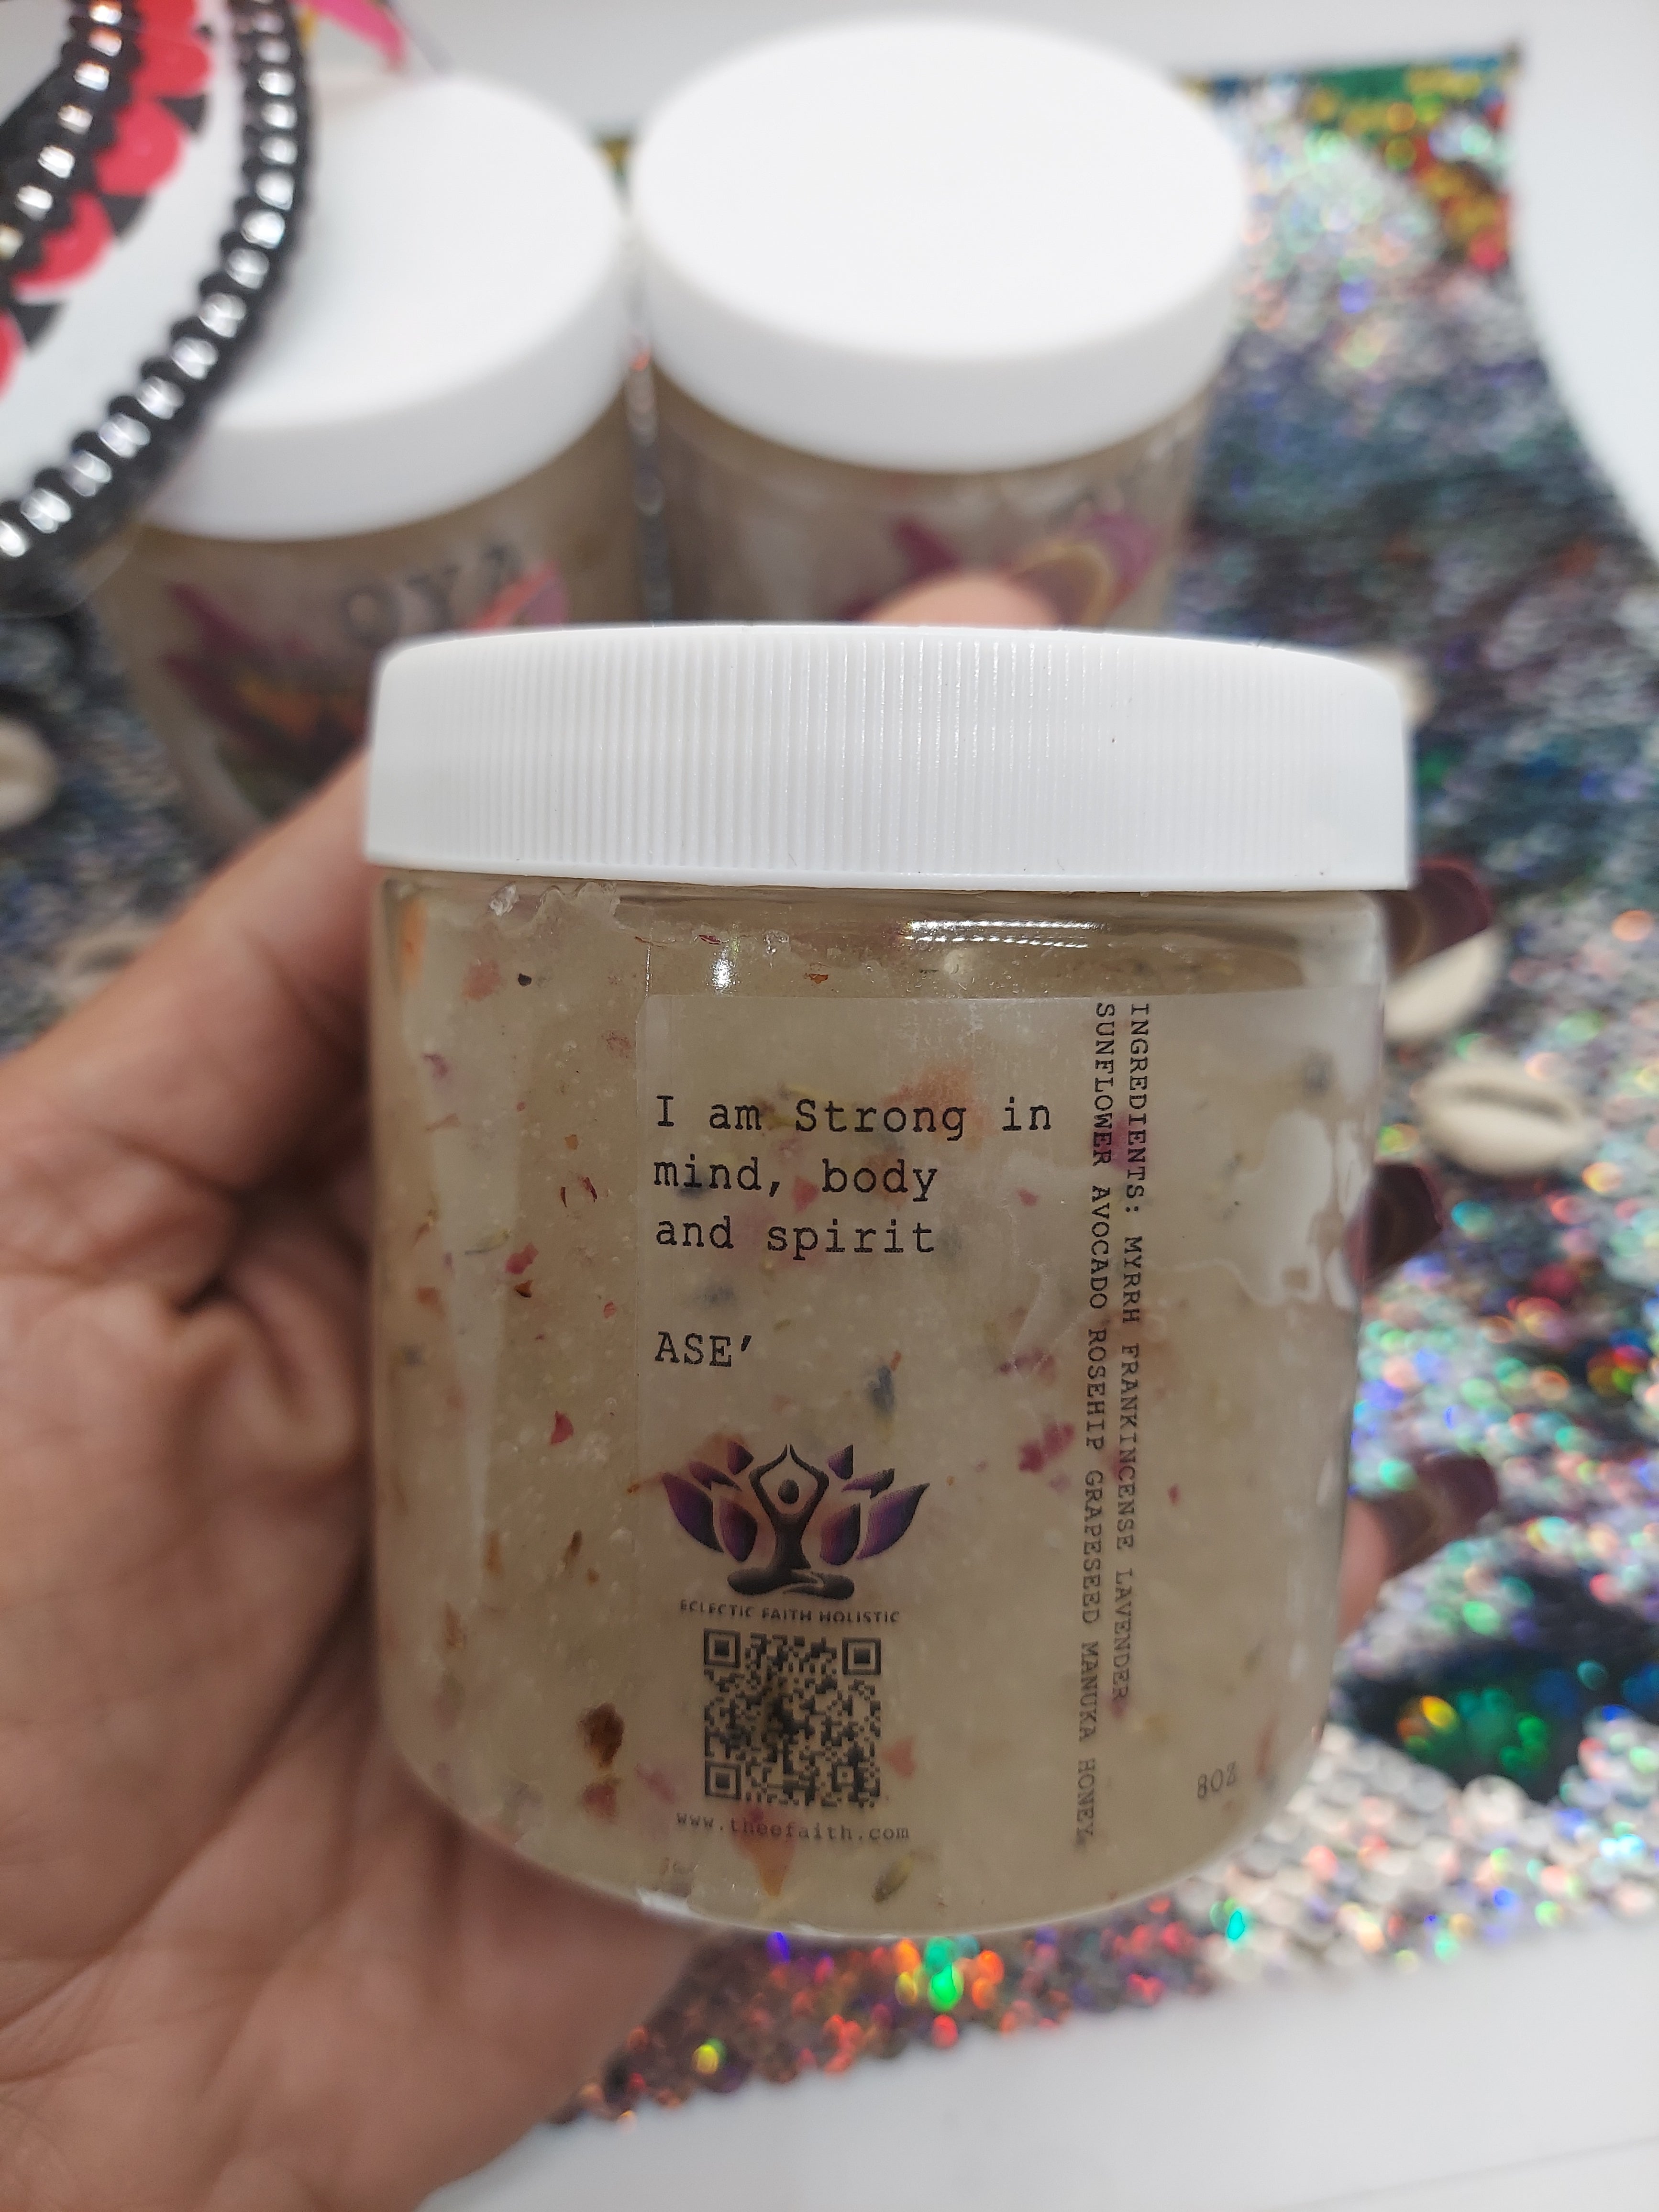 OYA
I am Strong in
mind, body
and spirit
ASE’
ECLECTIC FAITH HOLISTIC
www.theefaith.com
INGREDIENTS: MYRRH FRANKINCENSE LAVENDER
SUNFLOWER AVOCADO ROSEHIP GRAPESEED MANUKA HONEY
8OZ